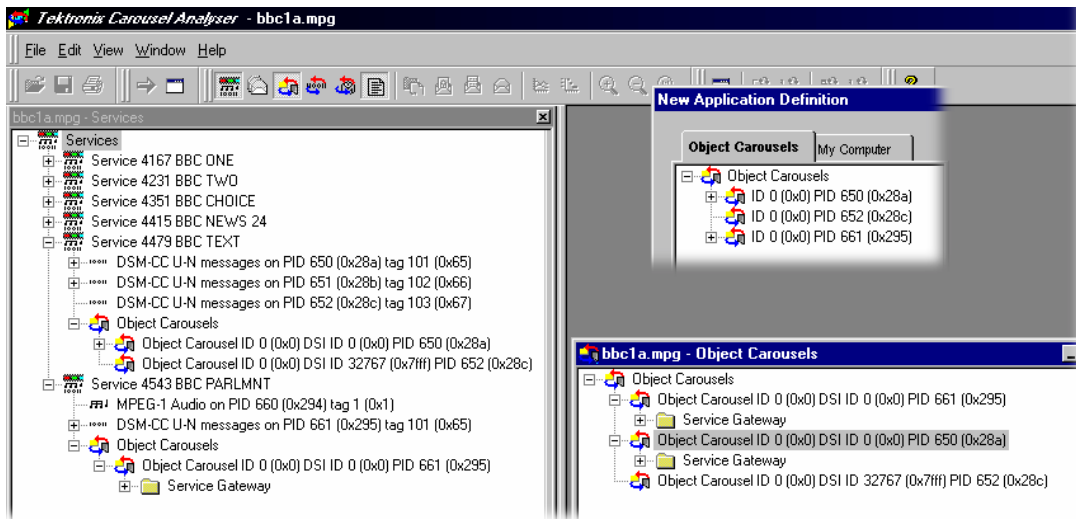 Tektronix Carousel Analyser - bbc1a.mpg
File Edit View Window Help
bbc1a.mpg - Services
Services
Service 4167 BBC ONE
Service 4231 BBC TWO
Service 4351 BBC CHOICE
Service 4415 BBC NEWS 24
Service 4479 BBC TEXT
DSM-CC U-N messages on PID 650 (0x28a) tag 101 (0x65)
DSM-CC U-N messages on PID 651 (0x28b) tag 102 (0x66)
DSM-CC U-N messages on PID 652 (0x28c) tag 103 (0x67)
Object Carousels
Object Carousel ID 0 (0x0) DSI ID 0 (0x0) PID 650 (0x28a)
Object Carousel ID 0 (0x0) DSI ID 32767 (0x7fff) PID 652 (0x28c)
Service 4543 BBC PARLMNT
MPEG-1 Audio on PID 660 (0x294) tag 1 (0x1)
DSM-CC U-N messages on PID 661 (0x295) tag 101 (0x65)
Object Carousels
Object Carousel ID 0 (0x0) DSI ID 0 (0x0) PID 661 (0x295)
Service Gateway
New Application Definition
Object Carousels My Computer
Object Carousels
ID 0 (0x0) PID 650 (0x28a)
ID 0 (0x0) PID 652 (0x28c)
ID 0 (0x0) PID 661 (0x295)
bbc1a.mpg - Object Carousels
Object Carousels
Object Carousel ID 0 (0x0) DSI ID 0 (0x0) PID 661 (0x295)
Service Gateway
Object Carousel ID 0 (0x0) DSI ID 0 (0x0) PID 650 (0x28a)
Service Gateway
Object Carousel ID 0 (0x0) DSI ID 32767 (0x7fff) PID 652 (0x28c)